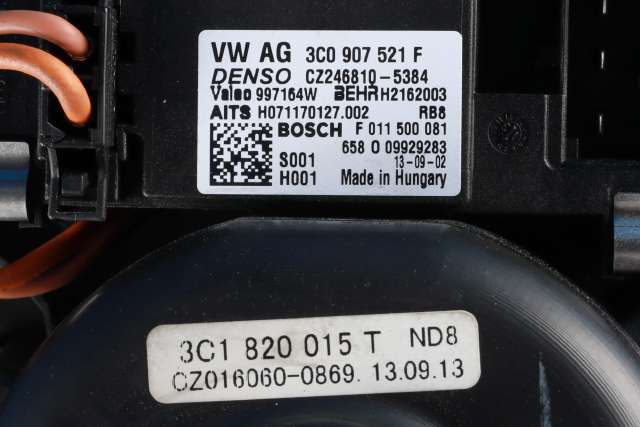 VW AG 3C0 907 521 F
DENSO CZ246810-5384
Valeo 997164W BEHR H2162003
AITS H071170127.002 RB8
BOSCH F 011 500 081
658 O 09929283
S001 13-09-02
H001 Made in Hungary
3C1 820 015 T ND8
CZ016060-0869. 13.09.13